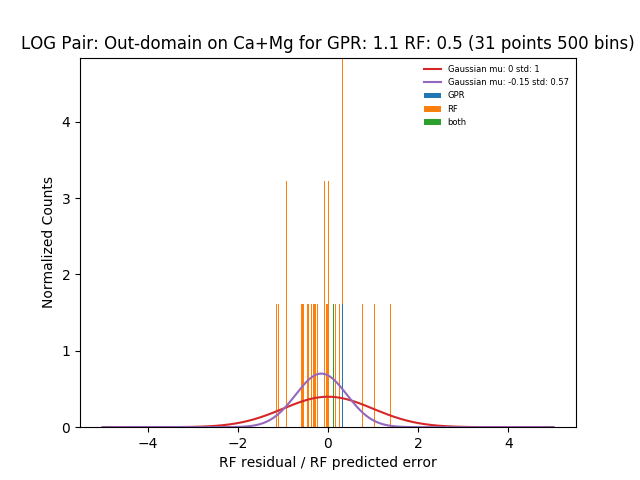 LOG Pair: Out-domain on Ca+Mg for GPR: 1.1 RF: 0.5 (31 points 500 bins)
Gaussian mu: 0 std: 1
Gaussian mu: -0.15 std: 0.57
GPR
RF
both
Normalized Counts
4
3
2
1
0
−4 −2 0 2 4
RF residual / RF predicted error